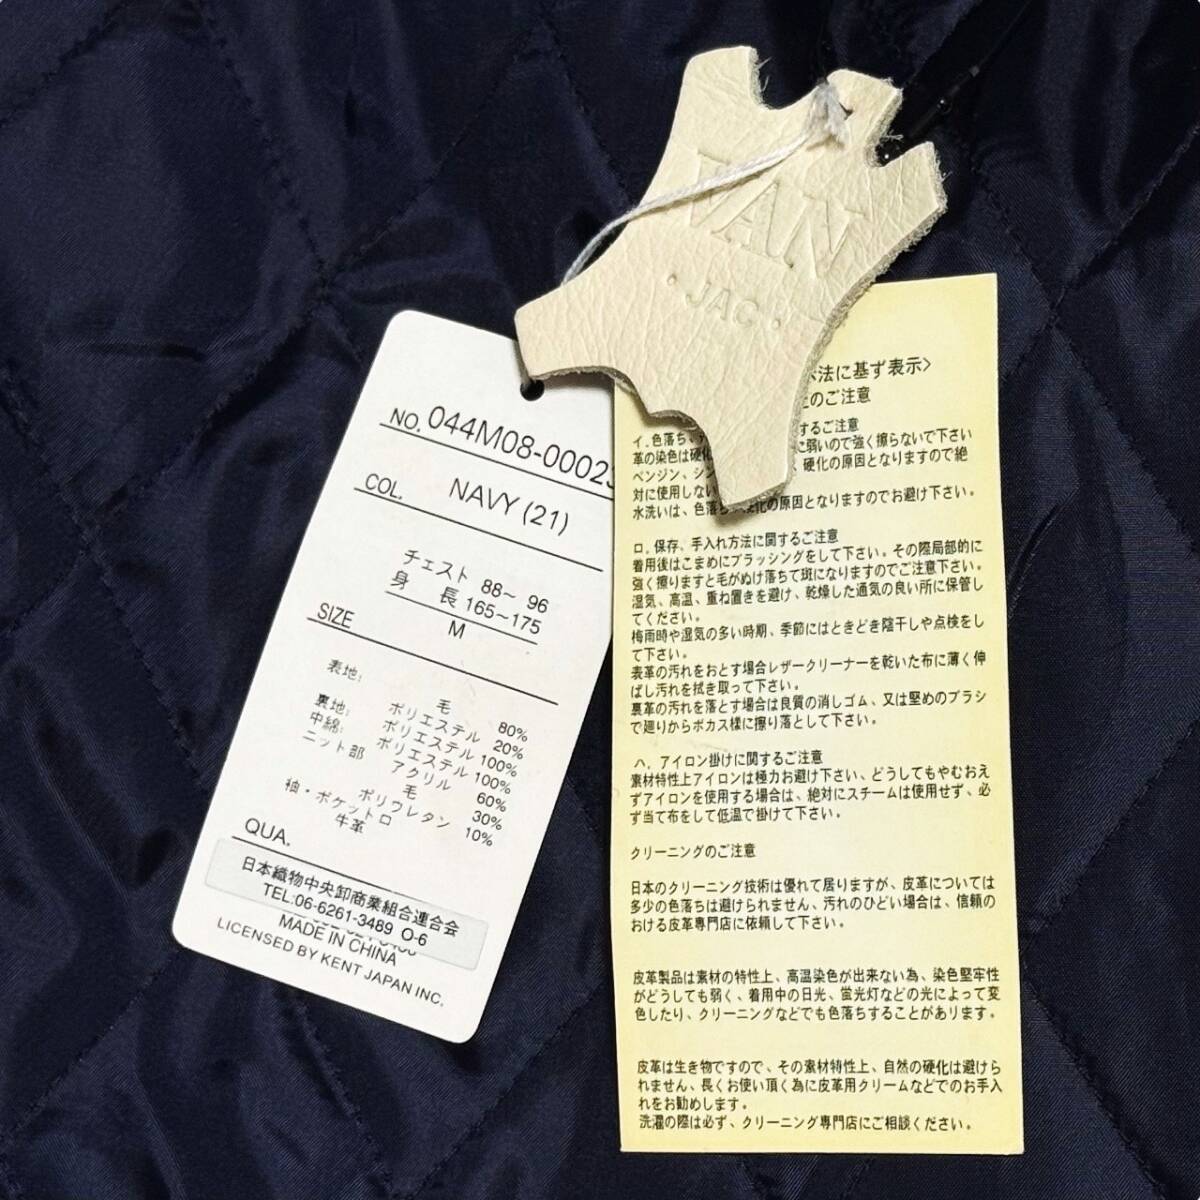 VAN
・JAC・
NO. 044M08-00023
COL. NAVY (21)
チェスト 88～ 96
身 長 165～175
SIZE M
表地: 毛 80%
ポリエステル 20%
裏地: ポリエステル 100%
中綿: ポリエステル 100%
ニット部 アクリル 60%
毛 30%
ポリウレタン 10%
袖・ポケット口
牛革
QUA.
日本織物中央卸商業組合連合会
TEL:06-6261-3489 O-6
MADE IN CHINA
LICENSED BY KENT JAPAN INC.
法に基ず表示>
のご注意
イ.色落ち、 するご注意
革の染色は硬化 に弱いので強く擦らないで下さい
ベンジン、シン 、硬化の原因となりますので絶
対に使用しない
水洗いは、色落ち 硬化の原因となりますのでお避け下さい。
ロ.保存、手入れ方法に関するご注意
着用後はこまめにブラッシングをして下さい。その際局部的に
強く擦りますと毛がぬけ落ちて斑になりますのでご注意下さい。
湿気、高温、重ね置きを避け、乾燥した通気の良い所に保管し
てください。
梅雨時や湿気の多い時期、季節にはときどき陰干しや点検をし
て下さい。
表革の汚れをおとす場合レザークリーナーを乾いた布に薄く伸
ばし汚れを拭き取って下さい。
裏革の汚れを落とす場合は良質の消しゴム、又は堅めのブラシ
で廻りからボカス様に擦り落として下さい。
ハ.アイロン掛けに関するご注意
素材特性上アイロンは極力お避け下さい、どうしてもやむおえ
ずアイロンを使用する場合は、絶対にスチームは使用せず、必
ず当て布をして低温で掛けて下さい。
クリーニングのご注意
日本のクリーニング技術は優れて居りますが、皮革については
多少の色落ちは避けられません、汚れのひどい場合は、信頼の
おける皮革専門店に依頼して下さい。
皮革製品は素材の特性上、高温染色が出来ない為、染色堅牢性
がどうしても弱く、着用中の日光、蛍光灯などの光によって変
色したり、クリーニングなどでも色落ちすることがあります。
皮革は生き物ですので、その素材特性上、自然の硬化は避けら
れません、長くお使い頂く為に皮革用クリームなどでのお手入
れをお勧めします。
洗濯の際は必ず、クリーニング専門店にご相談ください。